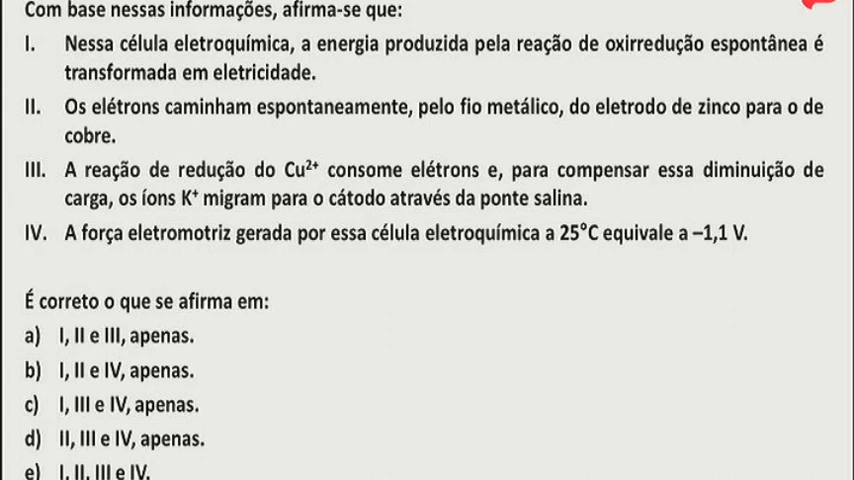 Com base nessas informações, afirma-se que:
I. Nessa célula eletroquímica, a energia produzida pela reação de oxirredução espontânea é
transformada em eletricidade.
II. Os elétrons caminham espontaneamente, pelo fio metálico, do eletrodo de zinco para o de
cobre.
III. A reação de redução do Cu²⁺ consome elétrons e, para compensar essa diminuição de
carga, os íons K⁺ migram para o cátodo através da ponte salina.
IV. A força eletromotriz gerada por essa célula eletroquímica a 25°C equivale a –1,1 V.
É correto o que se afirma em:
a) I, II e III, apenas.
b) I, II e IV, apenas.
c) I, III e IV, apenas.
d) II, III e IV, apenas.
e) I, II, III e IV.